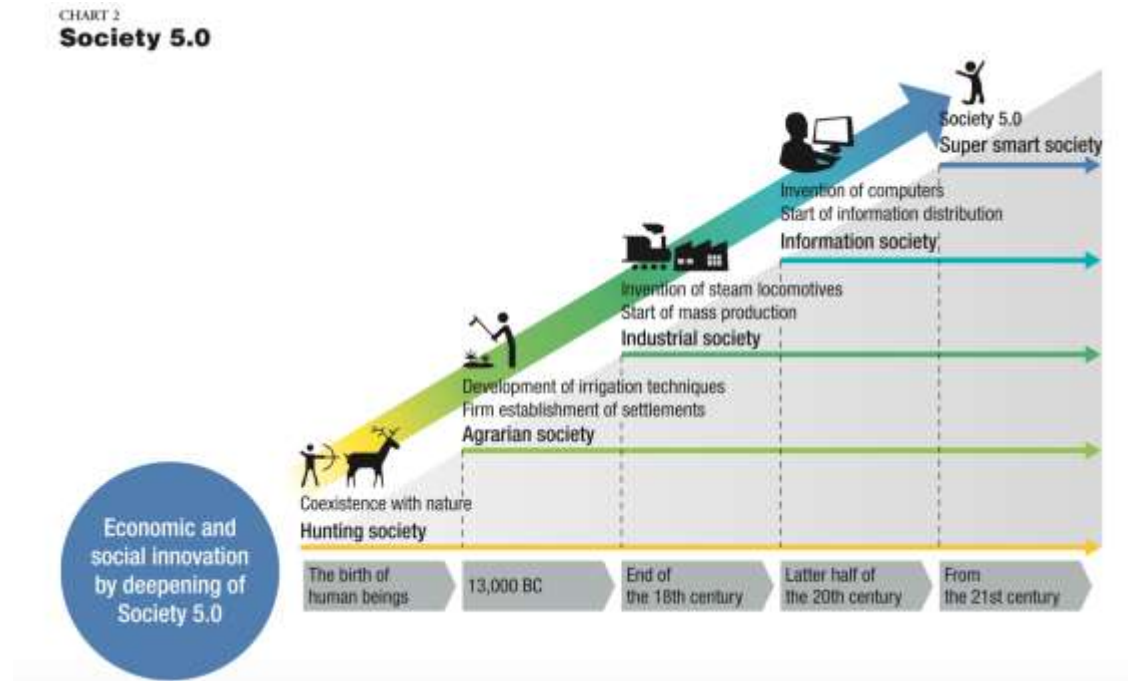 CHART 2
Society 5.0
Society 5.0
Super smart society
Invention of computers
Start of information distribution
Information society
Invention of steam locomotives
Start of mass production
Industrial society
Development of irrigation techniques
Firm establishment of settlements
Agrarian society
Coexistence with nature
Hunting society
Economic and
social innovation
by deepening of
Society 5.0
The birth of
human beings
13,000 BC
End of
the 18th century
Latter half of
the 20th century
From
the 21st century